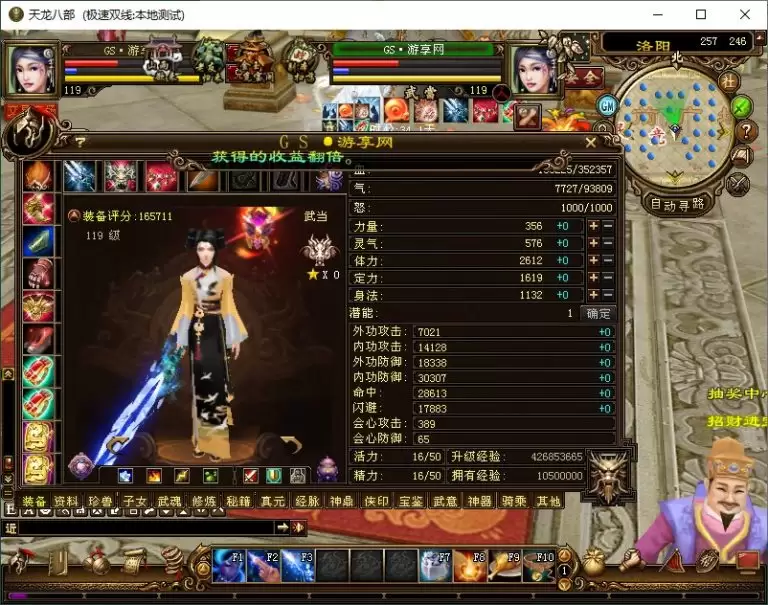 天龙八部 (极速双线:本地测试)
GS·游
GS·游享网
119
119
武當
洛阳 257 246
北
社
GM
自动寻路
GS●游享网
获得的收益翻倍。
/352357
气: 7727/93809
怒: 1000/1000
装备评分:165711
119 级
武当
X 0
力量: 356 +0
灵气: 576 +0
体力: 2612 +0
定力: 1619 +0
身法: 1132 +0
潜能: 1 确定
外功攻击: 7021 +0
内功攻击: 14128 +0
外功防御: 18338 +0
内功防御: 30307 +0
命中: 28613 +0
闪避: 17883 +0
会心攻击: 389
会心防御: 65
活力: 16/50 升级经验: 426853665
精力: 16/50 拥有经验: 10500000
抽奖中
招财进宝
装备 资料 珍兽 子女 武魂 修炼 秘籍 真元 经脉 神鼎 侠印 宝鉴 武意 神器 骑乘 其他
近
F1 F2 F3 F7 F8 F9 F10
1